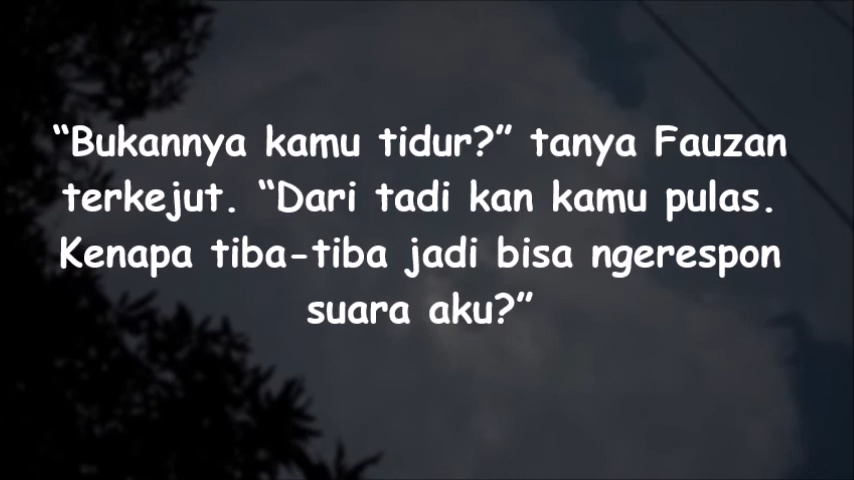 “Bukannya kamu tidur?” tanya Fauzan
terkejut. “Dari tadi kan kamu pulas.
Kenapa tiba-tiba jadi bisa ngerespon
suara aku?”